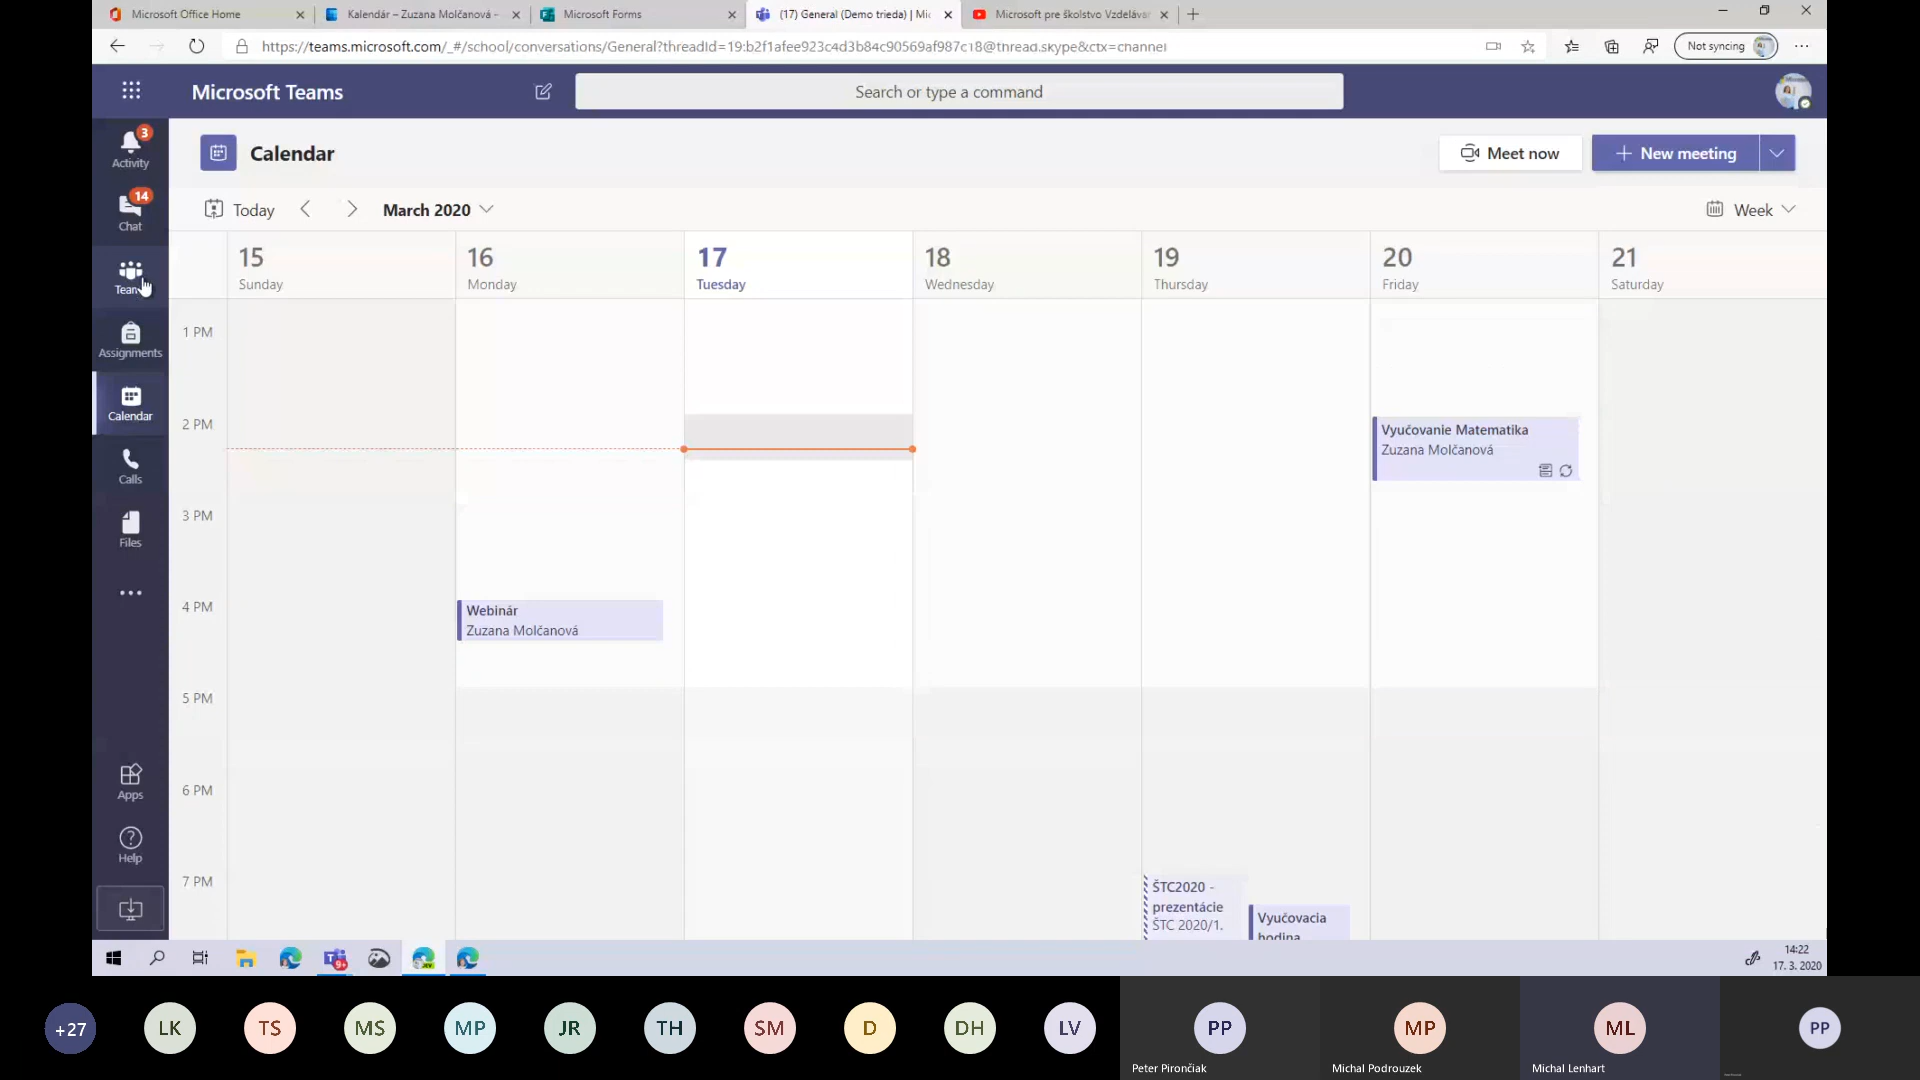 Microsoft Office Home
Kalendár – Zuzana Molčanová -
Microsoft Forms
(17) General (Demo trieda) | Mic
Microsoft pre školstvo Vzdeláva
https://teams.microsoft.com/_#/school/conversations/General?threadId=19:b2f1afee923c4d3b84c90569af987c18@thread.skype&ctx=channel
Not syncing
Microsoft Teams
Search or type a command
3
Activity
14
Chat
Teams
Assignments
Calendar
Calls
Files
Apps
Help
Calendar
Meet now
New meeting
Today
March 2020
Week
15
Sunday
16
Monday
17
Tuesday
18
Wednesday
19
Thursday
20
Friday
21
Saturday
1 PM
2 PM
3 PM
4 PM
5 PM
6 PM
7 PM
Vyučovanie Matematika
Zuzana Molčanová
Webinár
Zuzana Molčanová
ŠTC2020 -
prezentácie
ŠTC 2020/1.
Vyučovacia
hodina
9+
14:22
17. 3. 2020
+27
LK
TS
MS
MP
JR
TH
SM
D
DH
LV
PP
Peter Pirončiak
MP
Michal Podrouzek
ML
Michal Lenhart
PP